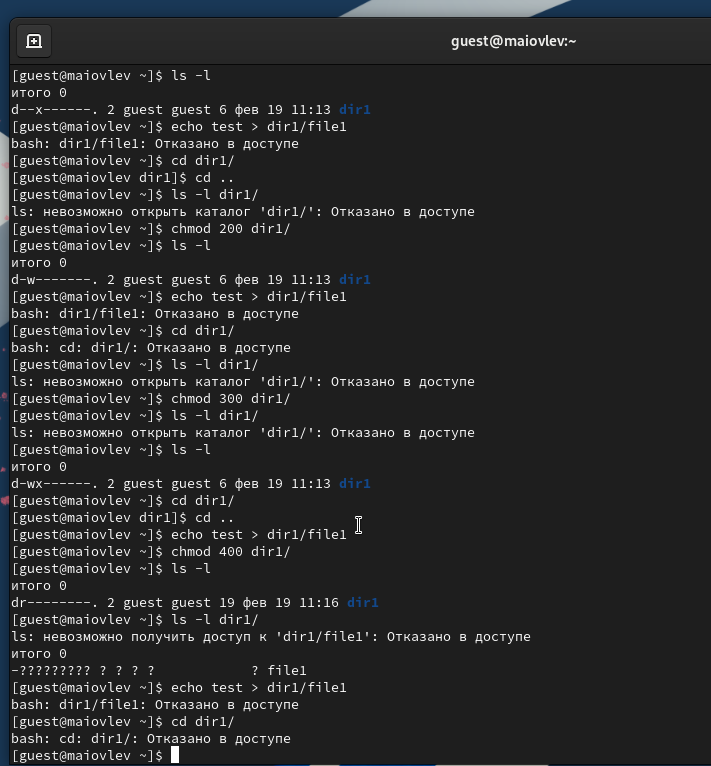 guest@maiovlev:~
[guest@maiovlev ~]$ ls -l
итого 0
d--x------. 2 guest guest 6 фев 19 11:13 dir1
[guest@maiovlev ~]$ echo test > dir1/file1
bash: dir1/file1: Отказано в доступе
[guest@maiovlev ~]$ cd dir1/
[guest@maiovlev dir1]$ cd ..
[guest@maiovlev ~]$ ls -l dir1/
ls: невозможно открыть каталог 'dir1/': Отказано в доступе
[guest@maiovlev ~]$ chmod 200 dir1/
[guest@maiovlev ~]$ ls -l
итого 0
d-w-------. 2 guest guest 6 фев 19 11:13 dir1
[guest@maiovlev ~]$ echo test > dir1/file1
bash: dir1/file1: Отказано в доступе
[guest@maiovlev ~]$ cd dir1/
bash: cd: dir1/: Отказано в доступе
[guest@maiovlev ~]$ ls -l dir1/
ls: невозможно открыть каталог 'dir1/': Отказано в доступе
[guest@maiovlev ~]$ chmod 300 dir1/
[guest@maiovlev ~]$ ls -l dir1/
ls: невозможно открыть каталог 'dir1/': Отказано в доступе
[guest@maiovlev ~]$ ls -l
итого 0
d-wx------. 2 guest guest 6 фев 19 11:13 dir1
[guest@maiovlev ~]$ cd dir1/
[guest@maiovlev dir1]$ cd ..
[guest@maiovlev ~]$ echo test > dir1/file1
[guest@maiovlev ~]$ chmod 400 dir1/
[guest@maiovlev ~]$ ls -l
итого 0
dr--------. 2 guest guest 19 фев 19 11:16 dir1
[guest@maiovlev ~]$ ls -l dir1/
ls: невозможно получить доступ к 'dir1/file1': Отказано в доступе
итого 0
-????????? ? ? ? ?            ? file1
[guest@maiovlev ~]$ echo test > dir1/file1
bash: dir1/file1: Отказано в доступе
[guest@maiovlev ~]$ cd dir1/
bash: cd: dir1/: Отказано в доступе
[guest@maiovlev ~]$